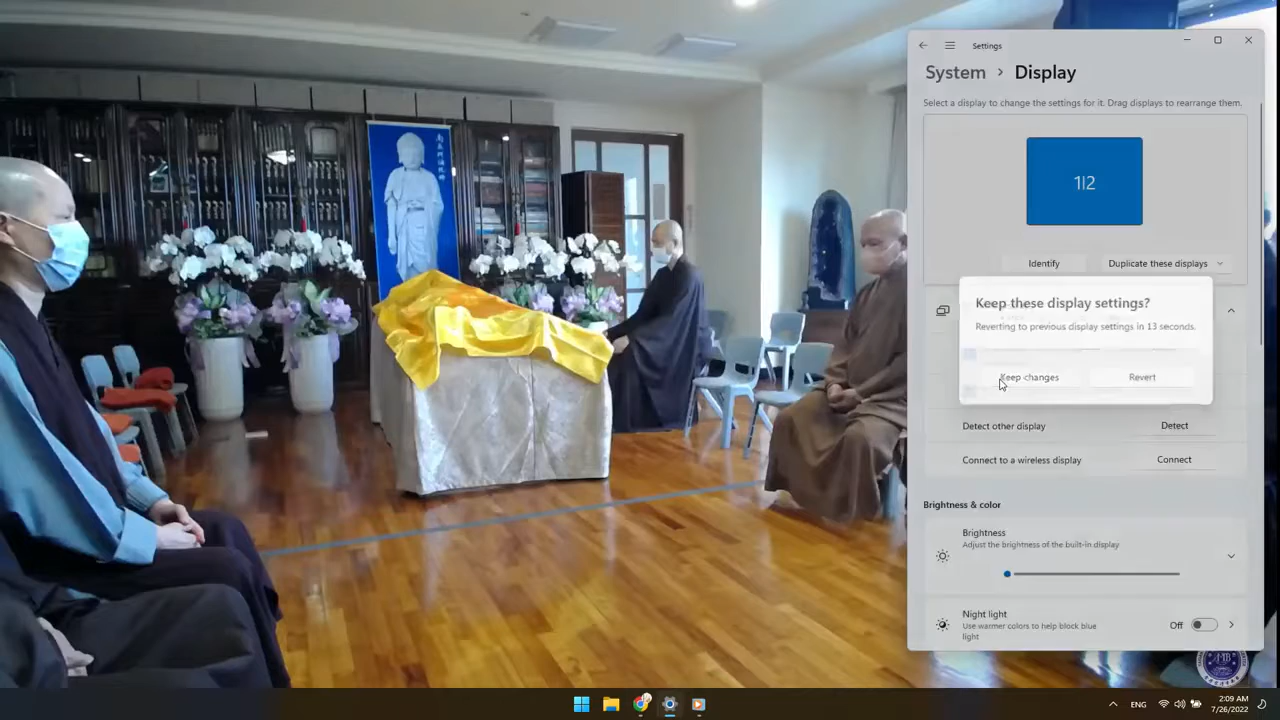 Settings
System > Display
Select a display to change the settings for it. Drag displays to rearrange them.
1|2
Identify
Duplicate these displays
Keep these display settings?
Reverting to previous display settings in 13 seconds.
Keep changes
Revert
Detect other display
Detect
Connect to a wireless display
Connect
Brightness & color
Brightness
Adjust the brightness of the built-in display
Night light
Use warmer colors to help block blue
light
Off
ENG
2:09 AM
7/26/2022